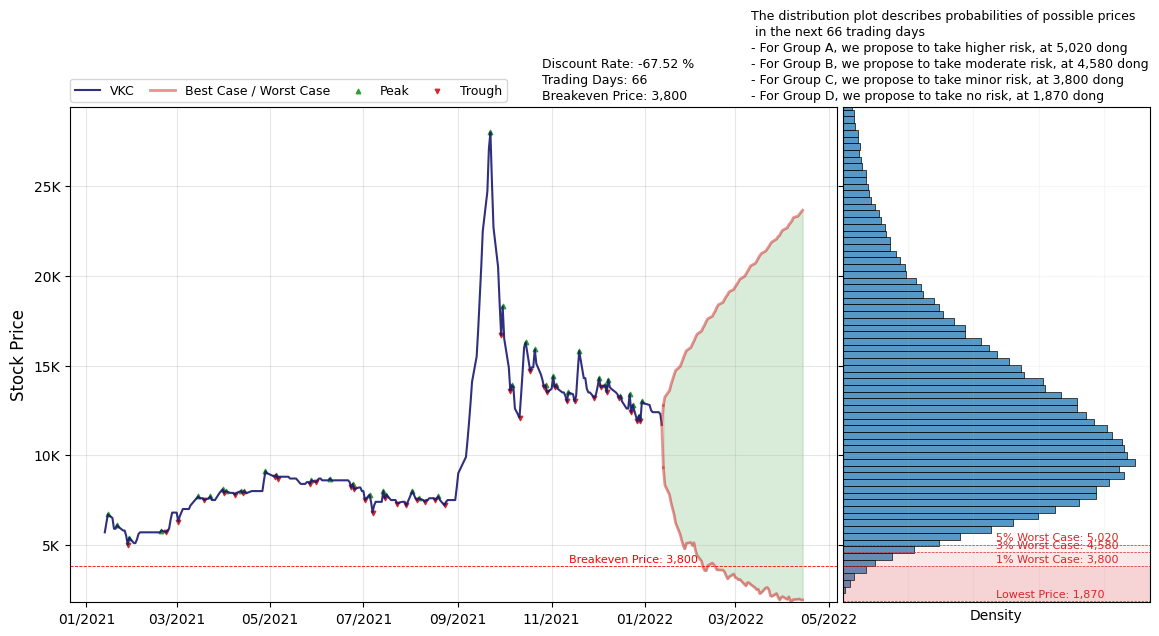 The distribution plot describes probabilities of possible prices
in the next 66 trading days
- For Group A, we propose to take higher risk, at 5,020 dong
- For Group B, we propose to take moderate risk, at 4,580 dong
- For Group C, we propose to take minor risk, at 3,800 dong
- For Group D, we propose to take no risk, at 1,870 dong
Discount Rate: -67.52 %
Trading Days: 66
Breakeven Price: 3,800
VKC Best Case / Worst Case Peak Trough
Stock Price
25K
20K
15K
10K
5K
Breakeven Price: 3,800
5% Worst Case: 5,020
3% Worst Case: 4,580
1% Worst Case: 3,800
Lowest Price: 1,870
01/2021 03/2021 05/2021 07/2021 09/2021 11/2021 01/2022 03/2022 05/2022
Density